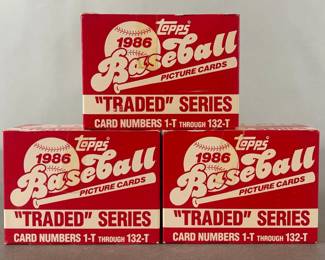 topps
1986
Baseball
PICTURE CARDS
"TRADED" SERIES
CARD NUMBERS 1-T THROUGH 132-T
topps
1986
Baseball
PICTURE CARDS
"TRADED" SERIES
CARD NUMBERS 1-T THROUGH 132-T
topps
1986
Baseball
PICTURE CARDS
"TRADED" SERIES
CARD NUMBERS 1-T THROUGH 132-T